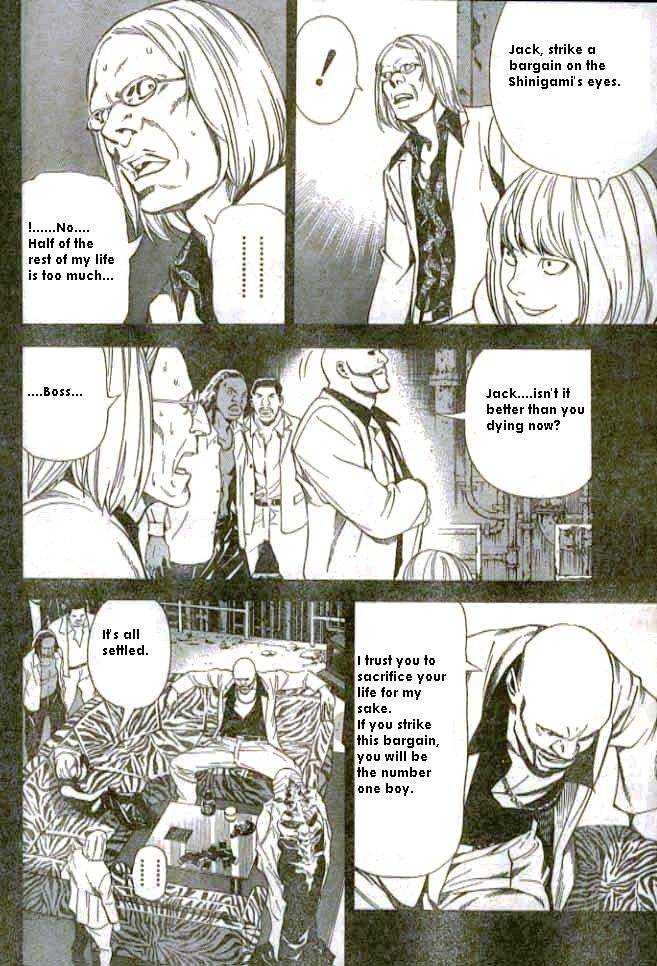 Jack, strike a
bargain on the
Shinigami's eyes.
!
.........
!......No....
Half of the
rest of my life
is too much...
Jack....isn't it
better than you
dying now?
....Boss...
I trust you to
sacrifice your
life for my
sake.
If you strike
this bargain,
you will be
the number
one boy.
It's all
settled.
......